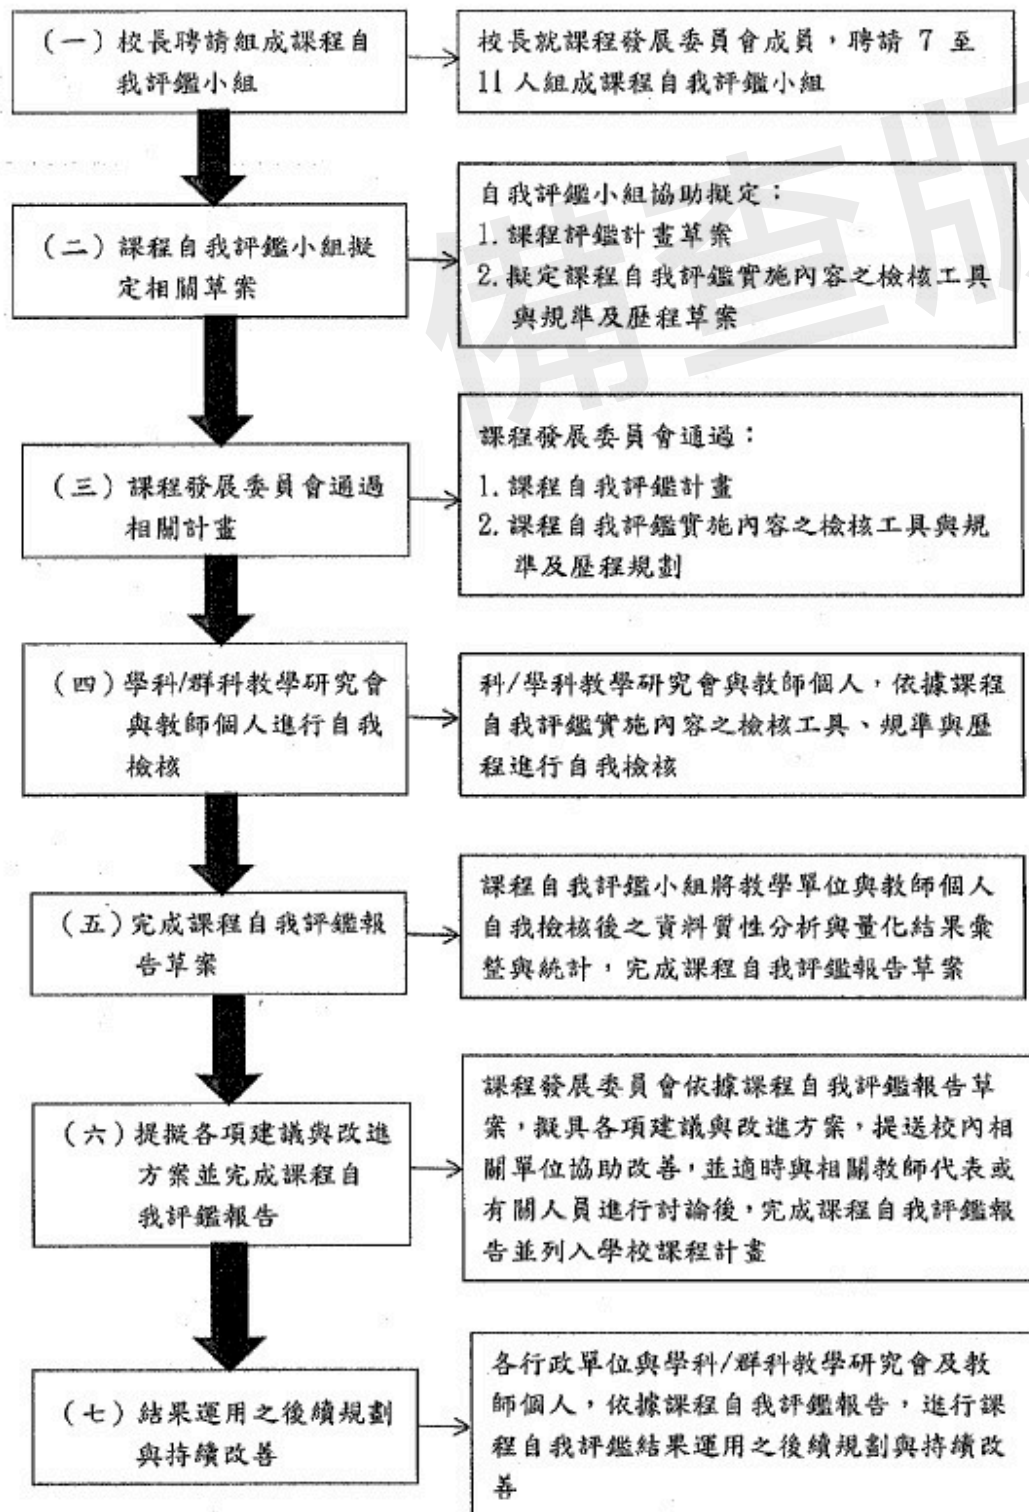 (一)校長聘請組成課程自
我評鑑小組
校長就課程發展委員會成員,聘請 7 至
11 人組成課程自我評鑑小組
(二)課程自我評鑑小組擬
定相關草案
自我評鑑小組協助擬定:
1.課程評鑑計畫草案
2.擬定課程自我評鑑實施內容之檢核工具
與規準及歷程草案
(三)課程發展委員會通過
相關計畫
課程發展委員會通過:
1.課程自我評鑑計畫
2.課程自我評鑑實施內容之檢核工具與規
準及歷程規劃
(四)學科/群科教學研究會
與教師個人進行自我
檢核
科/學科教學研究會與教師個人,依據課程
自我評鑑實施內容之檢核工具、規準與歷
程進行自我檢核
(五)完成課程自我評鑑報
告草案
課程自我評鑑小組將教學單位與教師個人
自我檢核後之資料質性分析與量化結果彙
整與統計,完成課程自我評鑑報告草案
(六)提擬各項建議與改進
方案並完成課程自
我評鑑報告
課程發展委員會依據課程自我評鑑報告草
案,擬具各項建議與改進方案,提送校內相
關單位協助改善,並適時與相關教師代表或
有關人員進行討論後,完成課程自我評鑑報
告並列入學校課程計畫
(七)結果運用之後續規劃
與持續改善
各行政單位與學科/群科教學研究會及教
師個人,依據課程自我評鑑報告,進行課
程自我評鑑結果運用之後續規劃與持續改
善
備查版